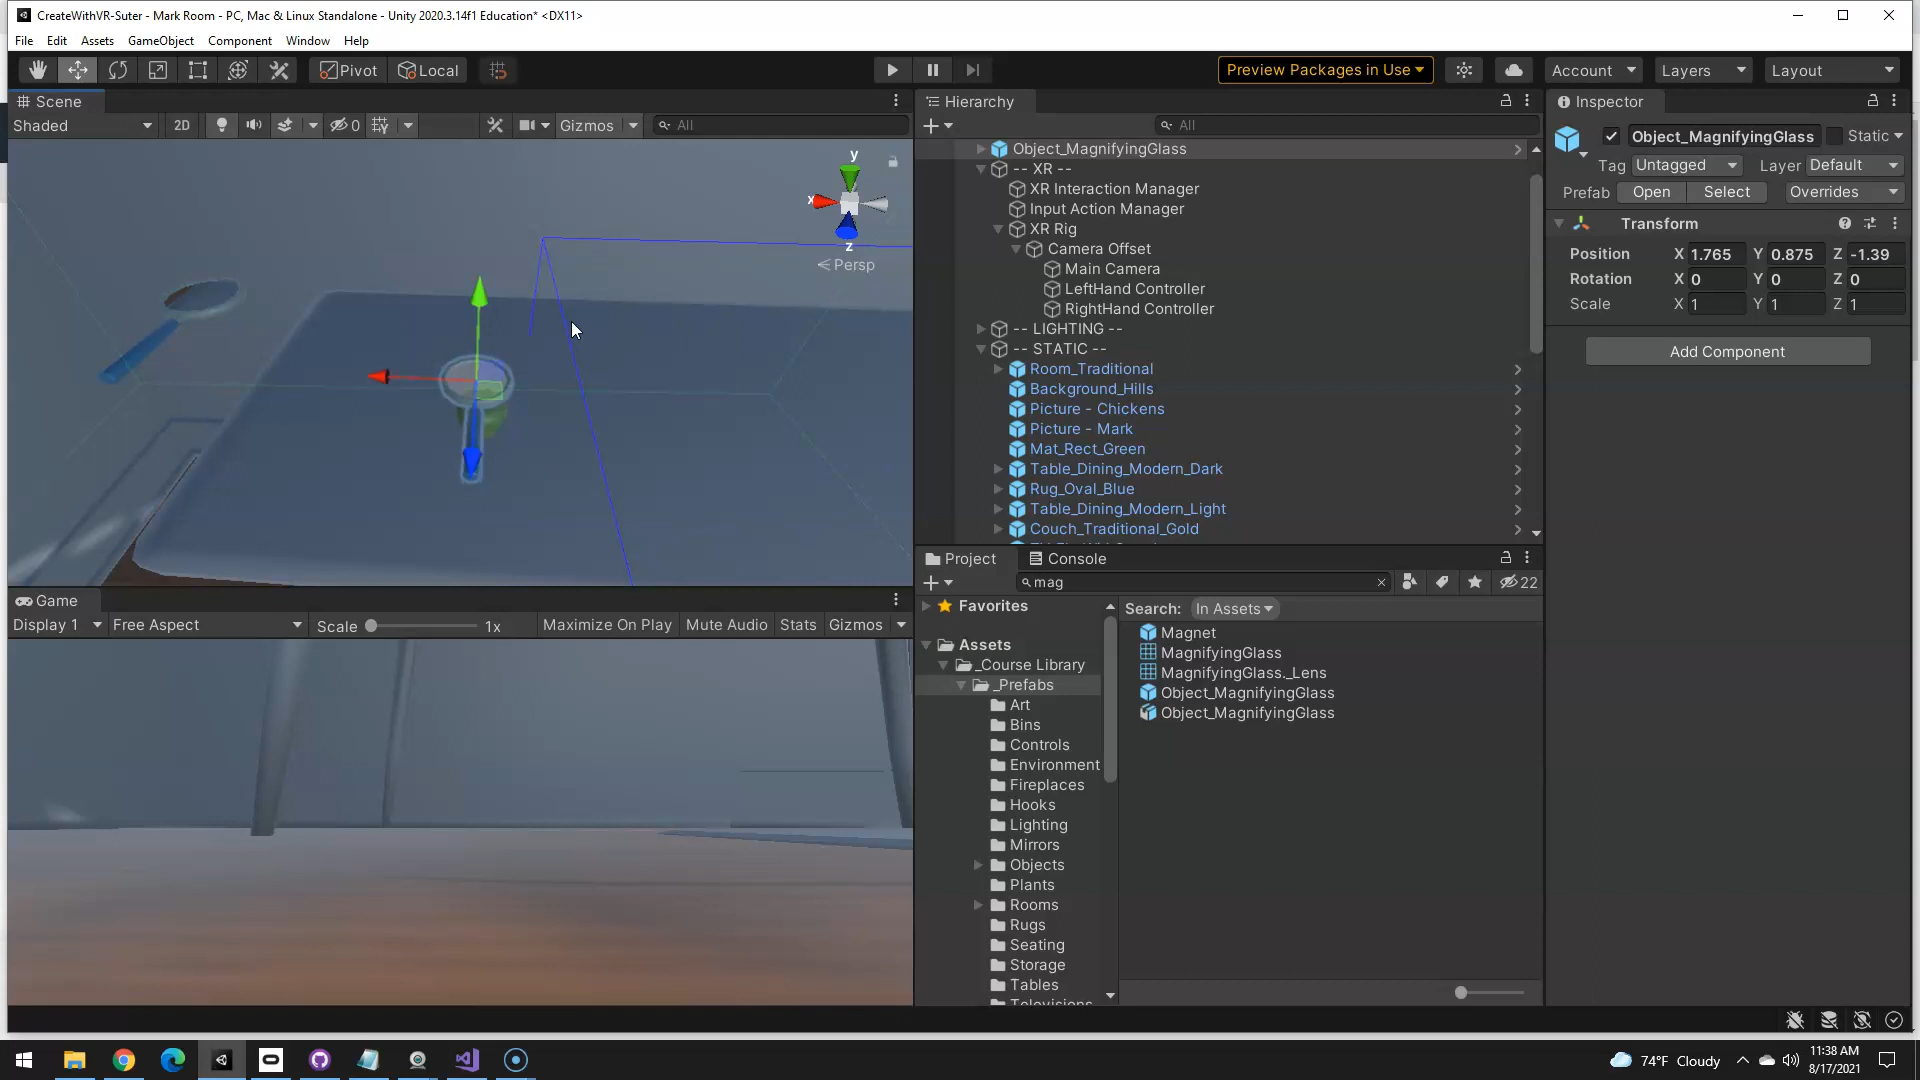 CreateWithVR-Suter - Mark Room - PC, Mac & Linux Standalone - Unity 2020.3.14f1 Education* <DX11>
File Edit Assets GameObject Component Window Help
Pivot Local Preview Packages in Use Account Layers Layout
Scene
Shaded 2D 0 Gizmos All
y
x
z
Persp
Game
Display 1 Free Aspect Scale 1x Maximize On Play Mute Audio Stats Gizmos
Hierarchy
All
Object_MagnifyingGlass
-- XR --
XR Interaction Manager
Input Action Manager
XR Rig
Camera Offset
Main Camera
LeftHand Controller
RightHand Controller
-- LIGHTING --
-- STATIC --
Room_Traditional
Background_Hills
Picture - Chickens
Picture - Mark
Mat_Rect_Green
Table_Dining_Modern_Dark
Rug_Oval_Blue
Table_Dining_Modern_Light
Couch_Traditional_Gold
Project Console
mag 22
Favorites
Assets
_Course Library
_Prefabs
Art
Bins
Controls
Environment
Fireplaces
Hooks
Lighting
Mirrors
Objects
Plants
Rooms
Rugs
Seating
Storage
Tables
Televisions
Search: In Assets
Magnet
MagnifyingGlass
MagnifyingGlass._Lens
Object_MagnifyingGlass
Object_MagnifyingGlass
Inspector
Object_MagnifyingGlass Static
Tag Untagged Layer Default
Prefab Open Select Overrides
Transform
Position X 1.765 Y 0.875 Z -1.39
Rotation X 0 Y 0 Z 0
Scale X 1 Y 1 Z 1
Add Component
74°F Cloudy
11:38 AM
8/17/2021